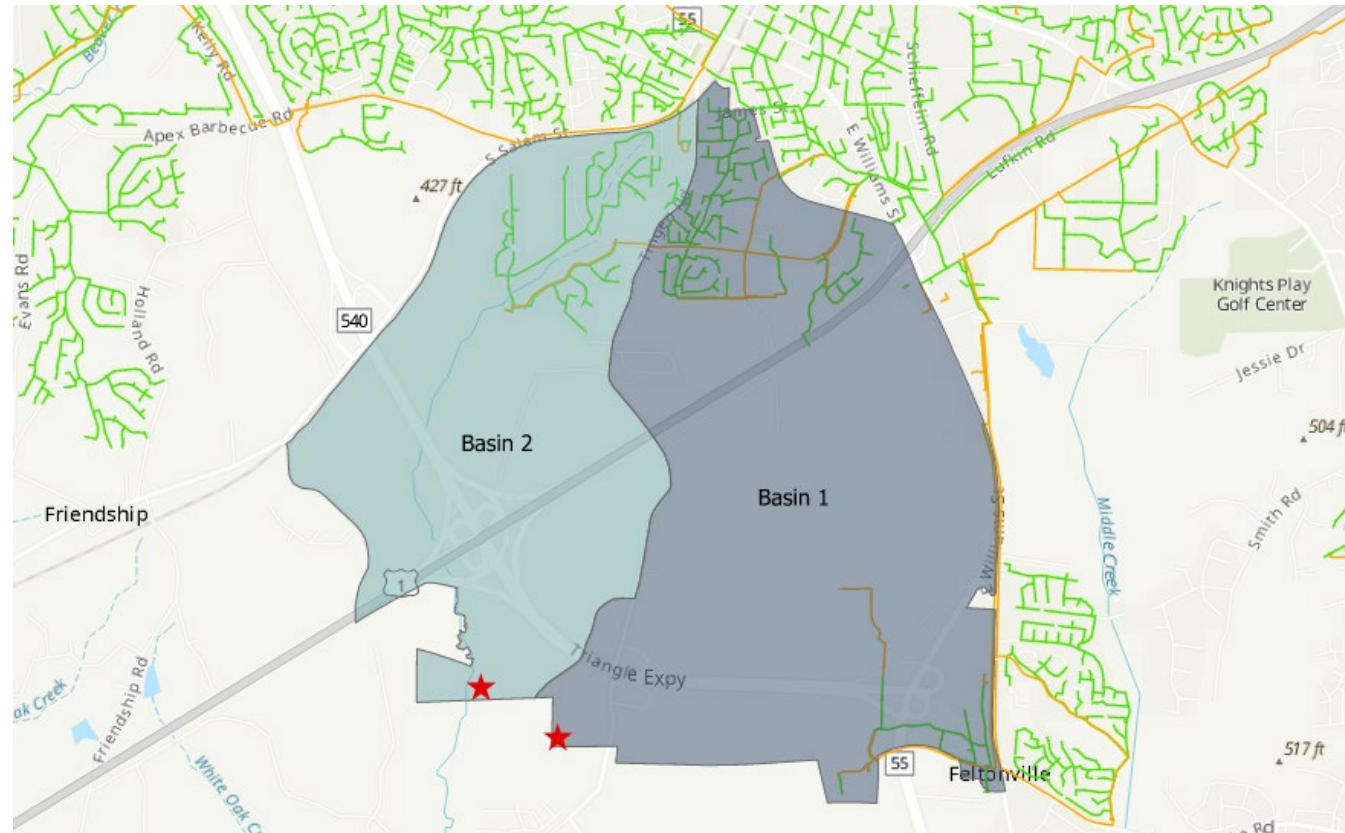 55
Kelly Rd
Schieffelin Rd
James St
Apex Barbecue Rd
S Salem St
E Williams St
Lufkin Rd
427 ft
Evans Rd
Holland Rd
Knights Play
Golf Center
540
Jessie Dr
504 ft
Basin 2
Basin 1
Friendship
Middle Creek
Smith Rd
1
Triangle Expy
Friendship Rd
White Oak
517 ft
55
Feltonville